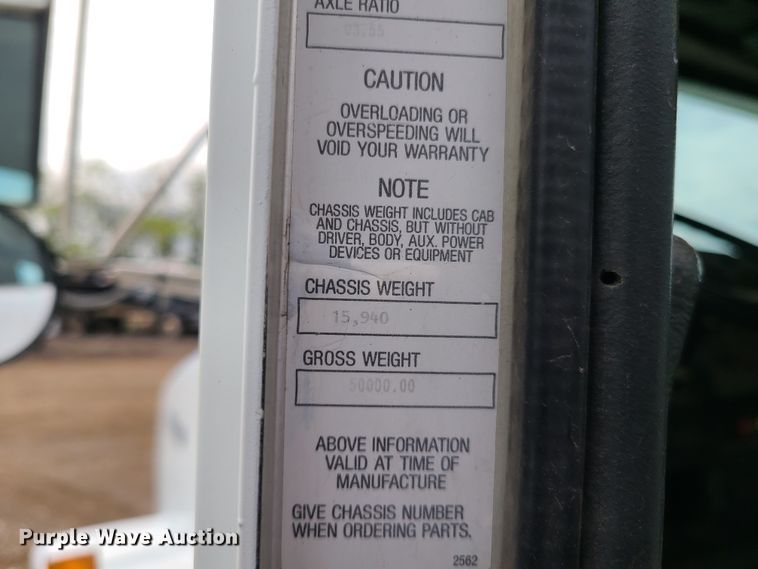 AXLE RATIO
03.55
CAUTION
OVERLOADING OR
OVERSPEEDING WILL
VOID YOUR WARRANTY
NOTE
CHASSIS WEIGHT INCLUDES CAB
AND CHASSIS, BUT WITHOUT
DRIVER, BODY, AUX. POWER
DEVICES OR EQUIPMENT
CHASSIS WEIGHT
15,940
GROSS WEIGHT
50000.00
ABOVE INFORMATION
VALID AT TIME OF
MANUFACTURE
GIVE CHASSIS NUMBER
WHEN ORDERING PARTS.
2562
Purple Wave Auction®